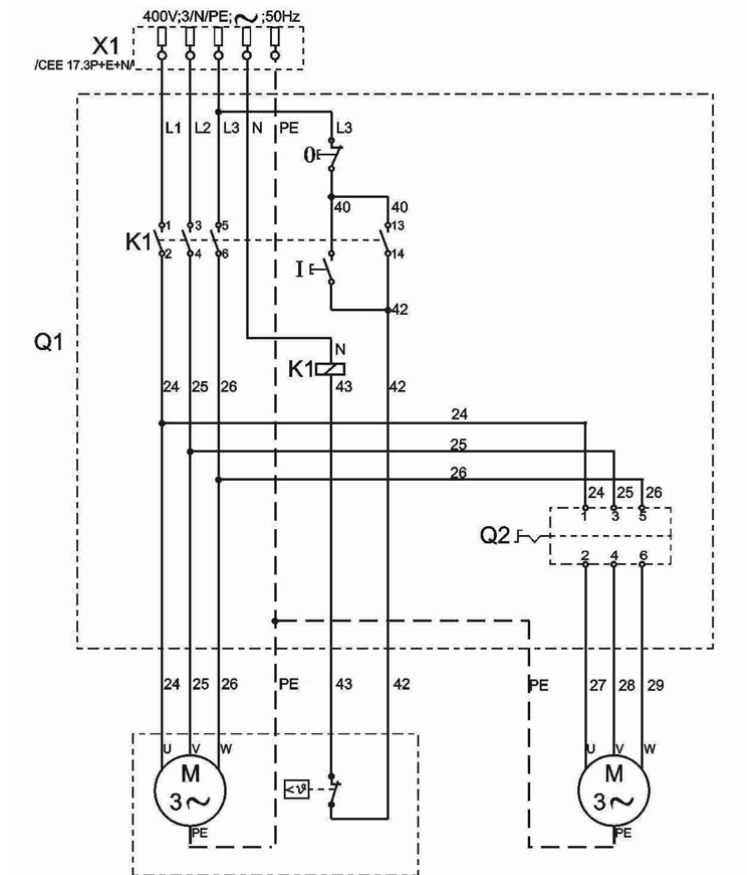 400V;3/N/PE; ~ ;50Hz
X1
/CEE 17.3P+E+N/
L1 L2 L3 N PE L3
0
40 40
1 3 5 13
K1
2 4 6 14
I
42
Q1
N
K1
24 25 26 43 42
24
25
26
24 25 26
1 3 5
Q2
2 4 6
24 25 26 PE 43 42 PE 27 28 29
U V W U V W
M M
3~ <ϑ 3~
PE PE